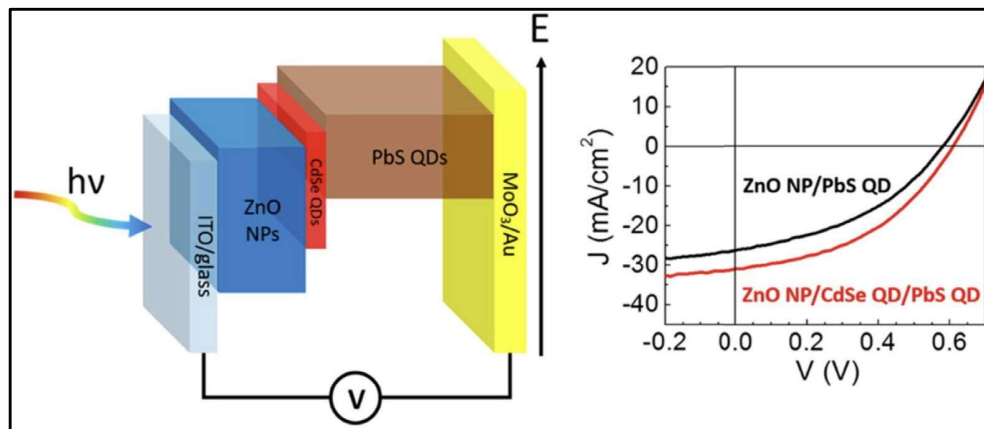 hν
ITO/glass
ZnO
NPs
CdSe QDs
PbS QDs
MoO₃/Au
E
V
J (mA/cm²)
20
10
0
-10
-20
-30
-40
ZnO NP/PbS QD
ZnO NP/CdSe QD/PbS QD
-0.2 0.0 0.2 0.4 0.6
V (V)